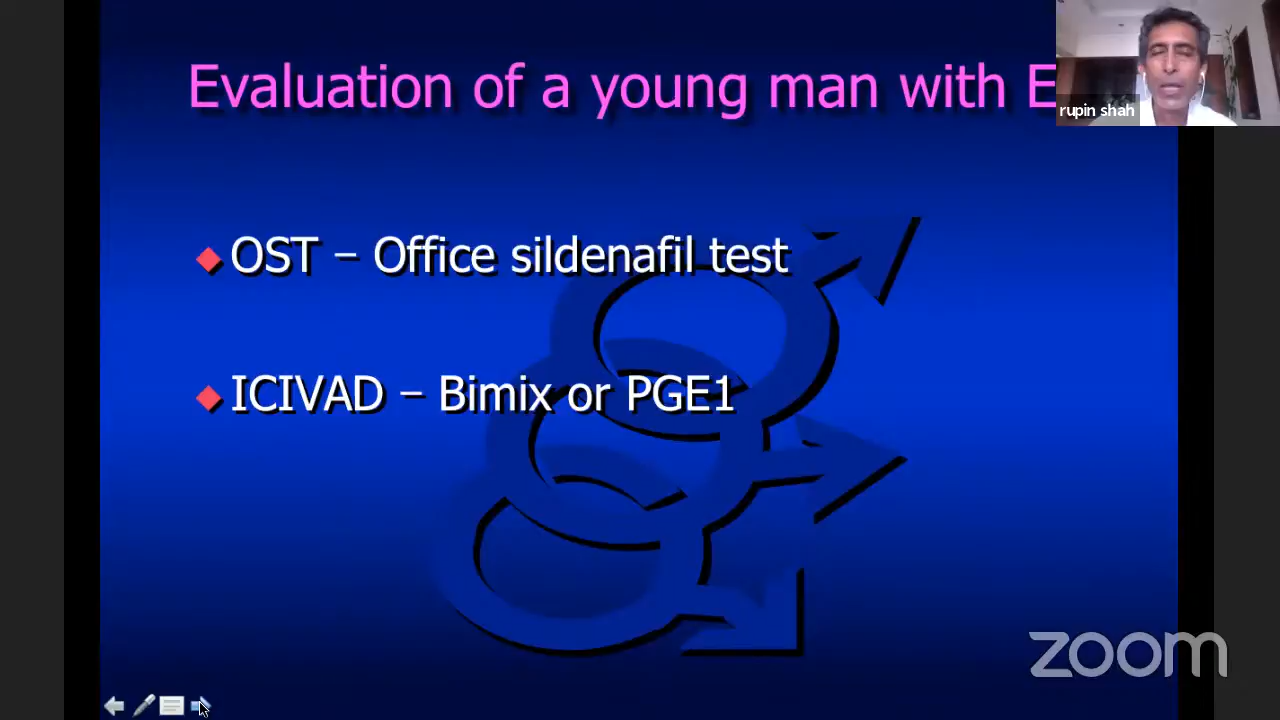 Evaluation of a young man with E
rupin shah
OST – Office sildenafil test
ICIVAD – Bimix or PGE1
zoom